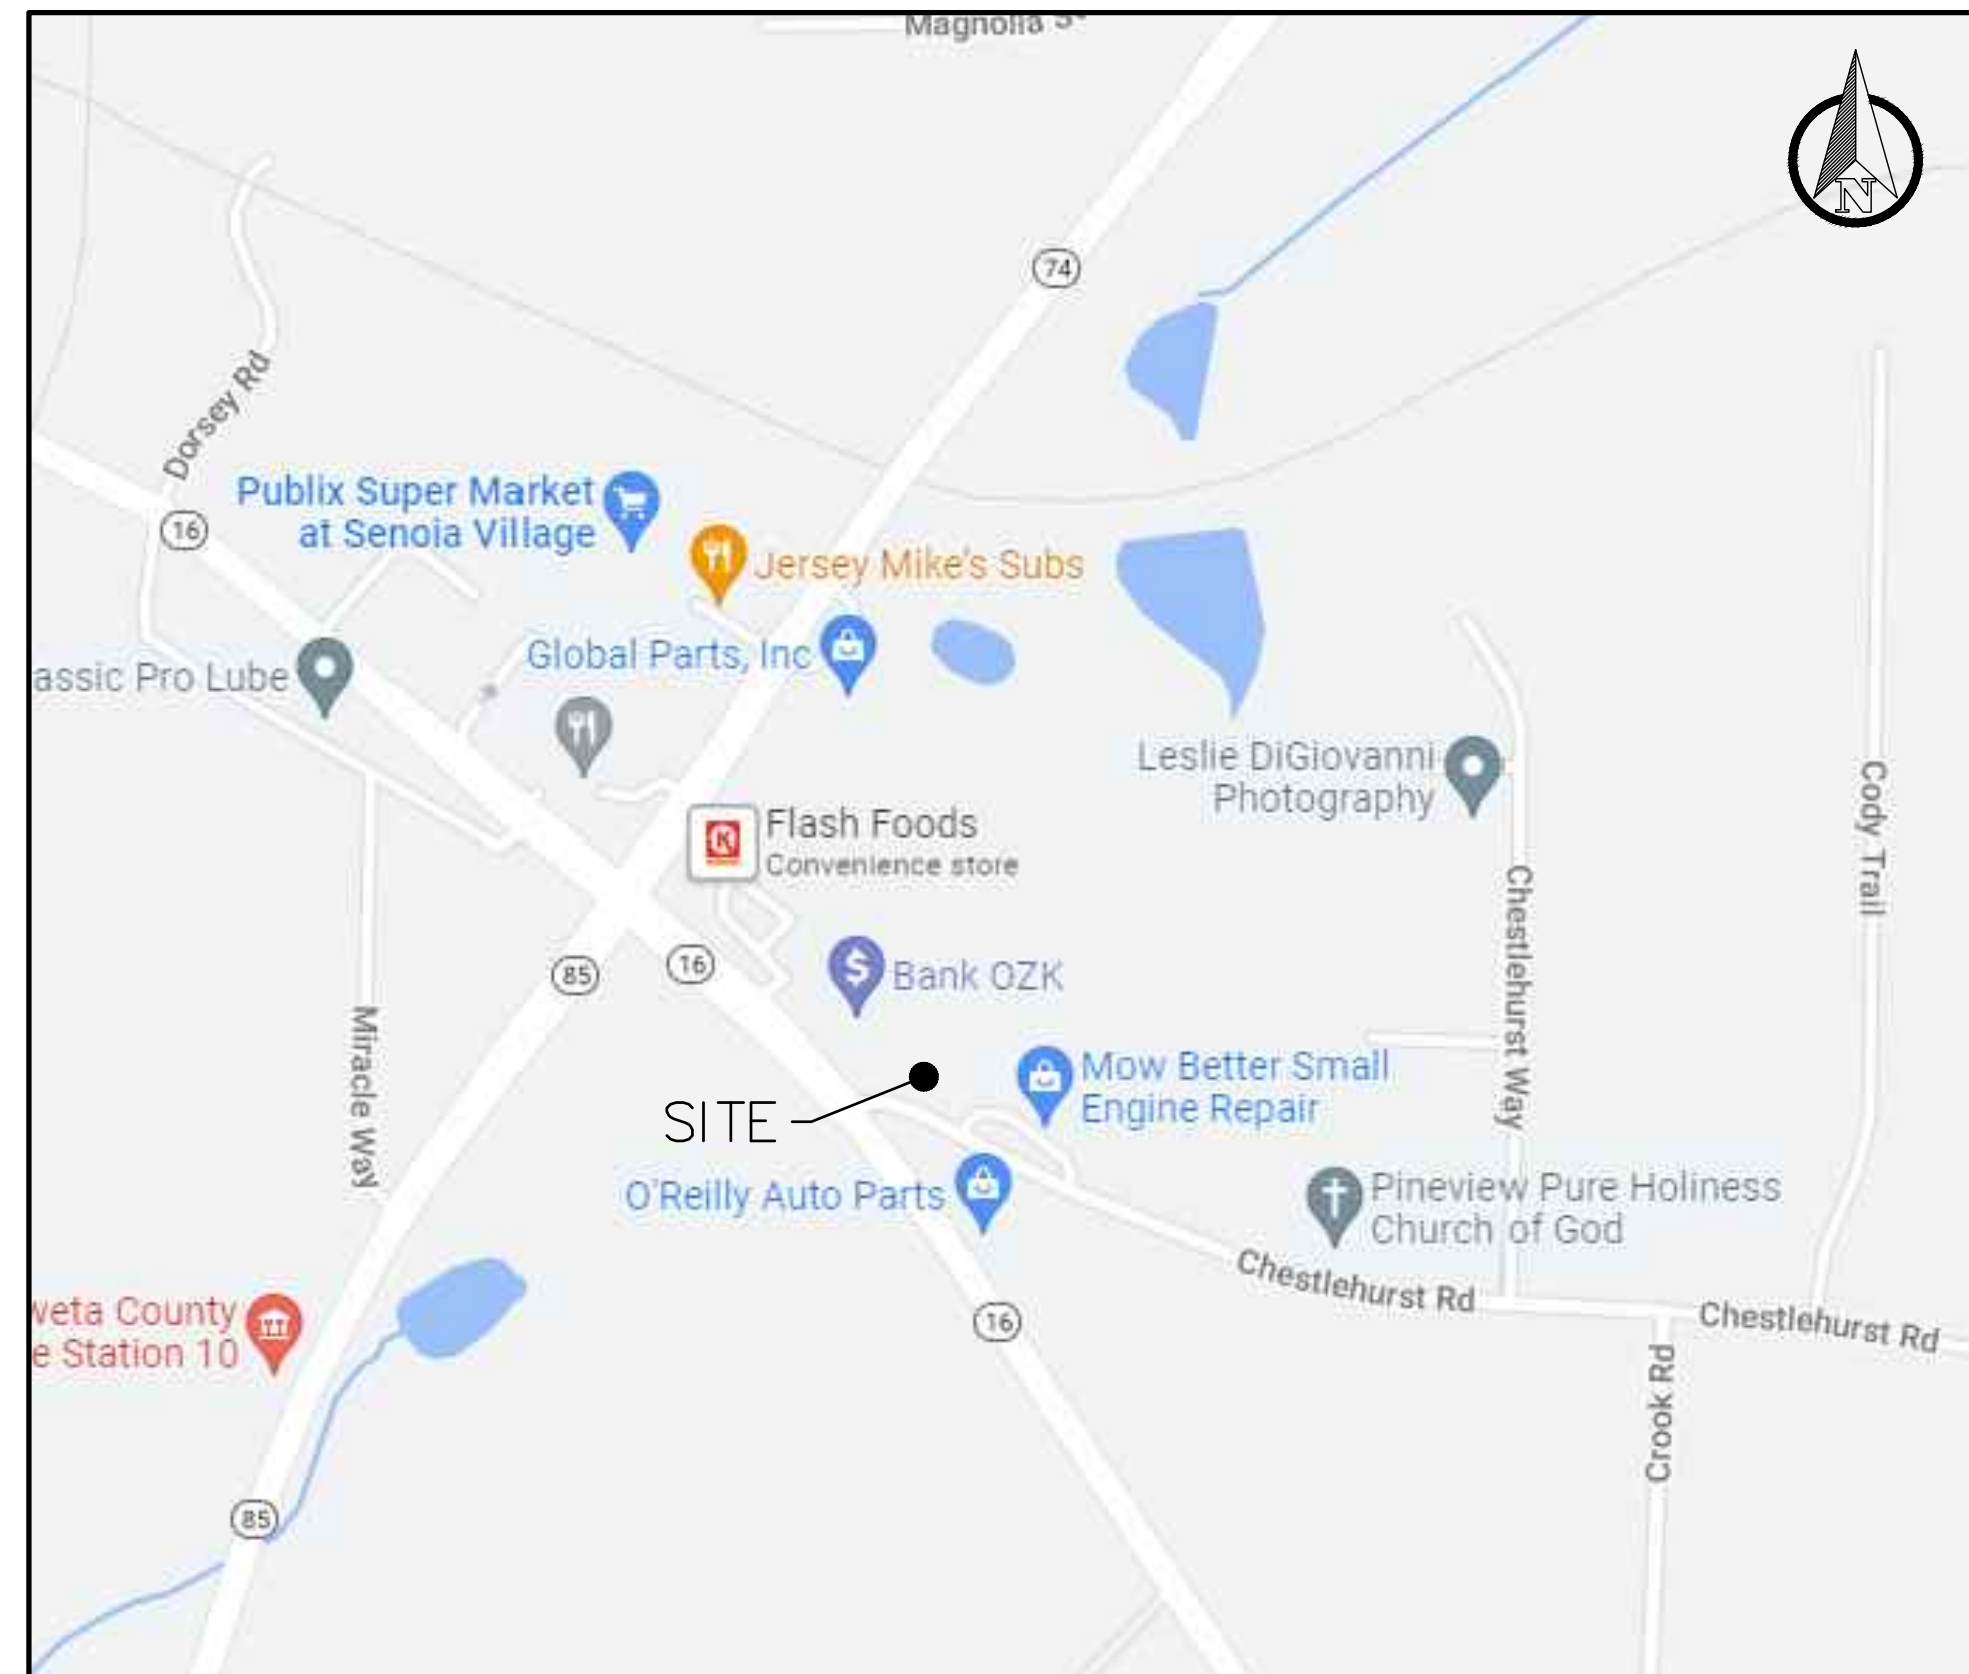 Magnolia St
N
74
Dorsey Rd
Publix Super Market
at Senoia Village
16
Jersey Mike's Subs
Global Parts, Inc
assic Pro Lube
Leslie DiGiovanni
Photography
Cody Trail
Flash Foods
Convenience store
K
Chestlehurst Way
85
16
Bank OZK
$
Miracle Way
Mow Better Small
Engine Repair
SITE
O'Reilly Auto Parts
Pineview Pure Holiness
Church of God
Chestlehurst Rd
Chestlehurst Rd
weta County
e Station 10
16
Crook Rd
85